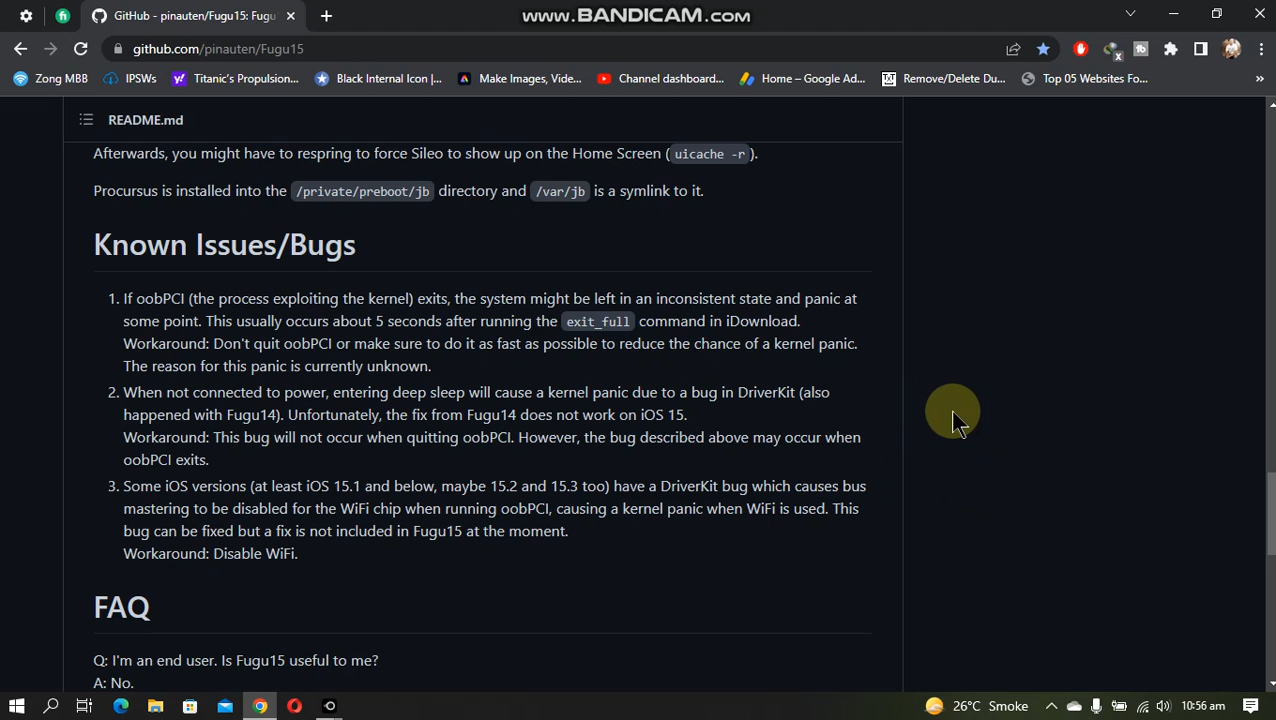 GitHub - pinauten/Fugu15: Fugu
www.BANDICAM.com
github.com/pinauten/Fugu15
Zong MBB
IPSWs
Titanic's Propulsion...
Black Internal Icon |...
Make Images, Vide...
Channel dashboard...
Home – Google Ad...
Remove/Delete Du...
Top 05 Websites Fo...
»
README.md
Afterwards, you might have to respring to force Sileo to show up on the Home Screen ( uicache -r ).
Procursus is installed into the /private/preboot/jb directory and /var/jb is a symlink to it.
Known Issues/Bugs
1. If oobPCI (the process exploiting the kernel) exits, the system might be left in an inconsistent state and panic at
some point. This usually occurs about 5 seconds after running the exit_full command in iDownload.
Workaround: Don't quit oobPCI or make sure to do it as fast as possible to reduce the chance of a kernel panic.
The reason for this panic is currently unknown.
2. When not connected to power, entering deep sleep will cause a kernel panic due to a bug in DriverKit (also
happened with Fugu14). Unfortunately, the fix from Fugu14 does not work on iOS 15.
Workaround: This bug will not occur when quitting oobPCI. However, the bug described above may occur when
oobPCI exits.
3. Some iOS versions (at least iOS 15.1 and below, maybe 15.2 and 15.3 too) have a DriverKit bug which causes bus
mastering to be disabled for the WiFi chip when running oobPCI, causing a kernel panic when WiFi is used. This
bug can be fixed but a fix is not included in Fugu15 at the moment.
Workaround: Disable WiFi.
FAQ
Q: I'm an end user. Is Fugu15 useful to me?
A: No.
26°C Smoke
10:56 am